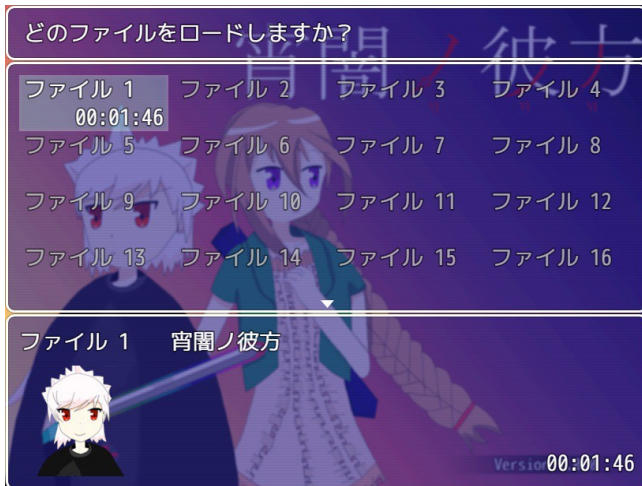 どのファイルをロードしますか?
宵闇ノ彼方
ファイル 1 ファイル 2 ファイル 3 ファイル 4
00:01:46
ファイル 5 ファイル 6 ファイル 7 ファイル 8
ファイル 9 ファイル 10 ファイル 11 ファイル 12
ファイル 13 ファイル 14 ファイル 15 ファイル 16
ファイル 1 宵闇ノ彼方
Version
00:01:46